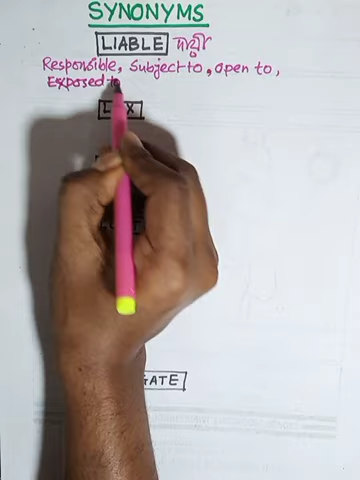 SYNONYMS
LIABLE দায়ী
Responsible, Subject to, open to,
Exposed to